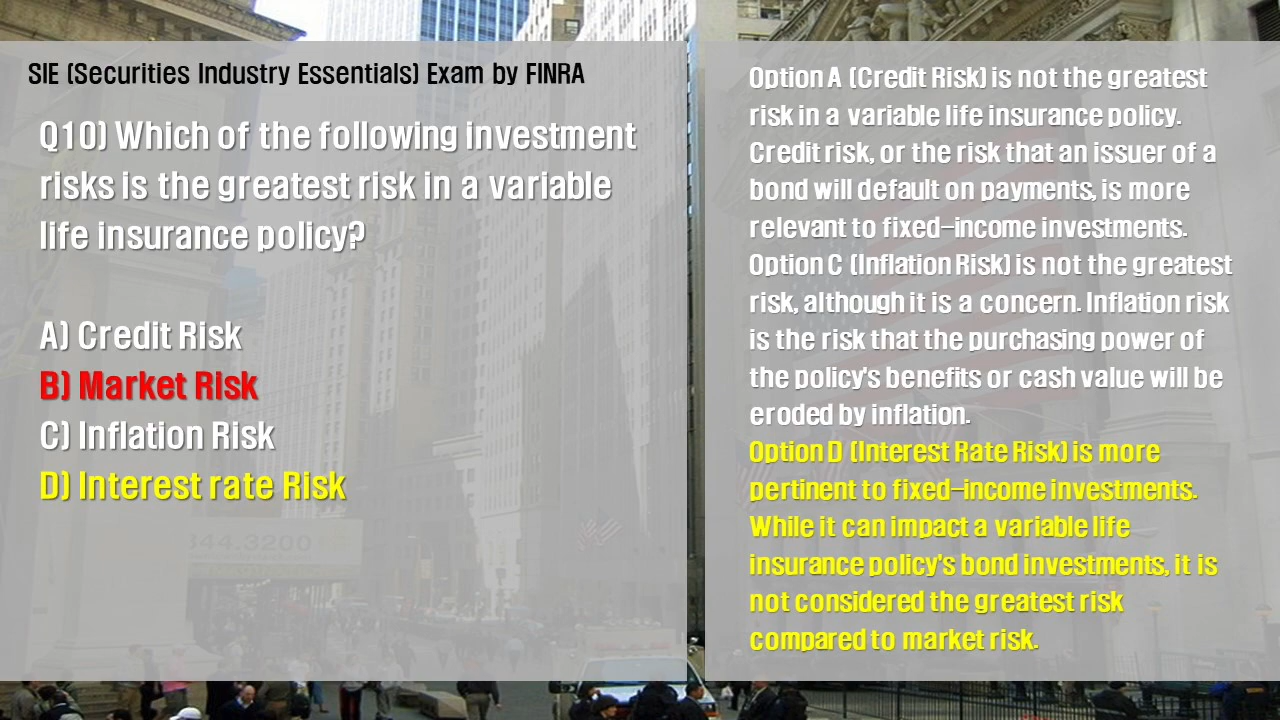 SIE (Securities Industry Essentials) Exam by FINRA
Q10) Which of the following investment
risks is the greatest risk in a variable
life insurance policy?
A) Credit Risk
B) Market Risk
C) Inflation Risk
D) Interest rate Risk
344.3200
Option A (Credit Risk) is not the greatest
risk in a variable life insurance policy.
Credit risk, or the risk that an issuer of a
bond will default on payments, is more
relevant to fixed-income investments.
Option C (Inflation Risk) is not the greatest
risk, although it is a concern. Inflation risk
is the risk that the purchasing power of
the policy's benefits or cash value will be
eroded by inflation.
Option D (Interest Rate Risk) is more
pertinent to fixed-income investments.
While it can impact a variable life
insurance policy's bond investments, it is
not considered the greatest risk
compared to market risk.